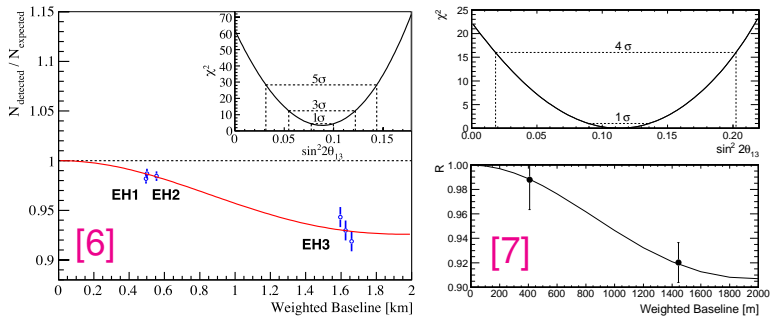 N_detected / N_expected
1.15
1.1
1.05
1
0.95
0.9
0 0.2 0.4 0.6 0.8 1 1.2 1.4 1.6 1.8 2
Weighted Baseline [km]
EH1 EH2
EH3
[6]
χ²
70
60
50
40
30
20
10
0
0 0.05 0.1 0.15
sin²2θ₁₃
5σ
3σ
1σ
χ²
25
20
15
10
5
0
0.00 0.05 0.10 0.15 0.20
sin² 2θ₁₃
4 σ
1 σ
R
1.00
0.98
0.96
0.94
0.92
0.90
0 200 400 600 800 1000 1200 1400 1600 1800 2000
Weighted Baseline [m]
[7]